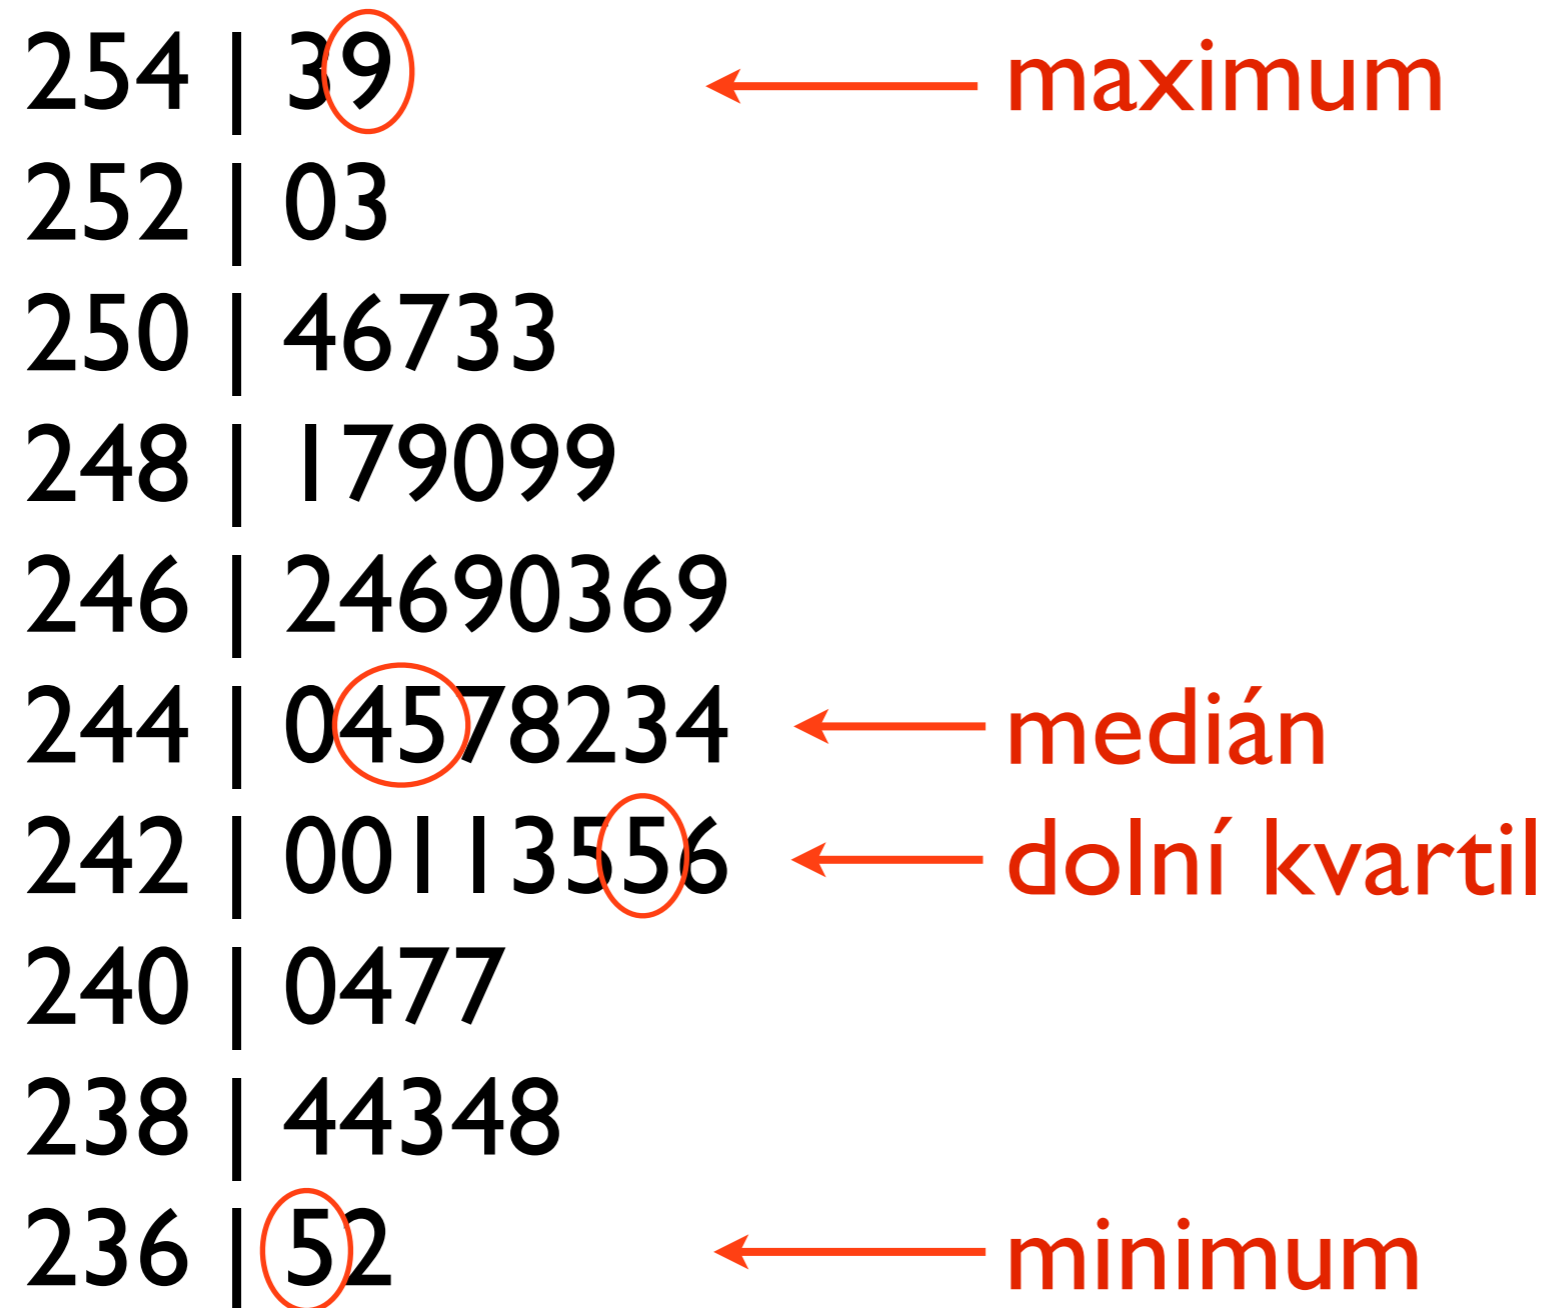 254 | 39 maximum
252 | 03
250 | 46733
248 | 179099
246 | 24690369
244 | 04578234 medián
242 | 00113556 dolní kvartil
240 | 0477
238 | 44348
236 | 52 minimum